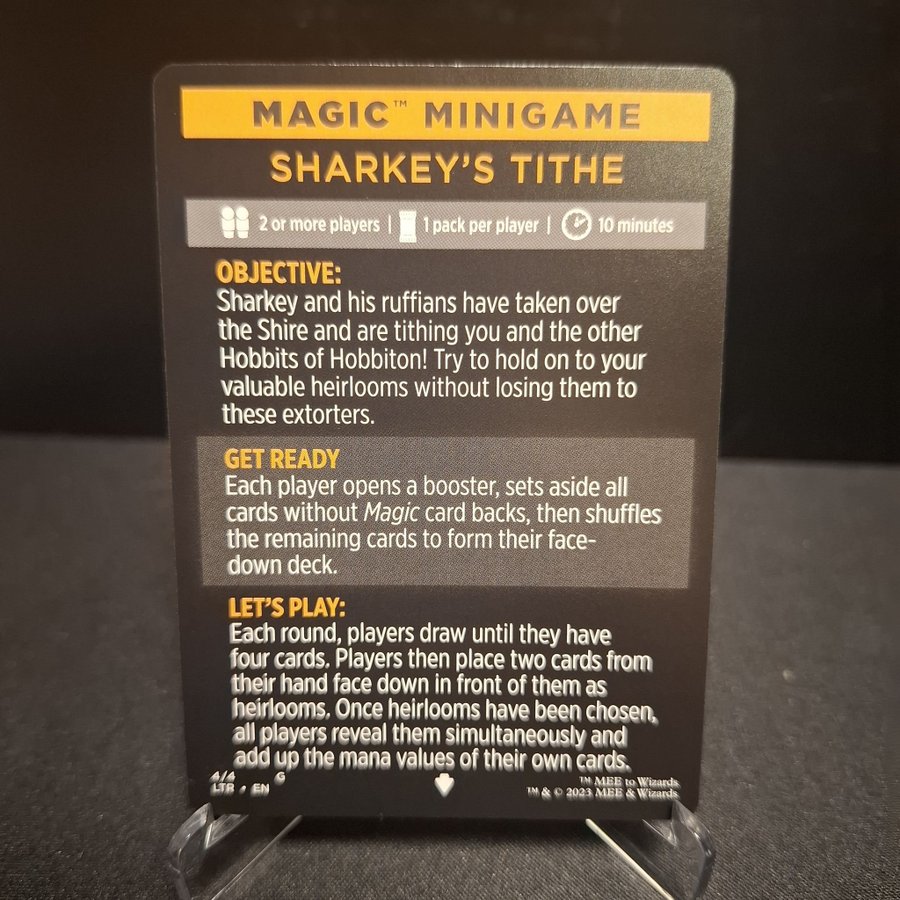 MAGIC™ MINIGAME
SHARKEY'S TITHE
2 or more players | 1 pack per player | 10 minutes
OBJECTIVE:
Sharkey and his ruffians have taken over
the Shire and are tithing you and the other
Hobbits of Hobbiton! Try to hold on to your
valuable heirlooms without losing them to
these extorters.
GET READY
Each player opens a booster, sets aside all
cards without Magic card backs, then shuffles
the remaining cards to form their face-
down deck.
LET'S PLAY:
Each round, players draw until they have
four cards. Players then place two cards from
their hand face down in front of them as
heirlooms. Once heirlooms have been chosen,
all players reveal them simultaneously and
add up the mana values of their own cards.
4/4 G
LTR • EN
™ MEE to Wizards
™ & © 2023 MEE & Wizards